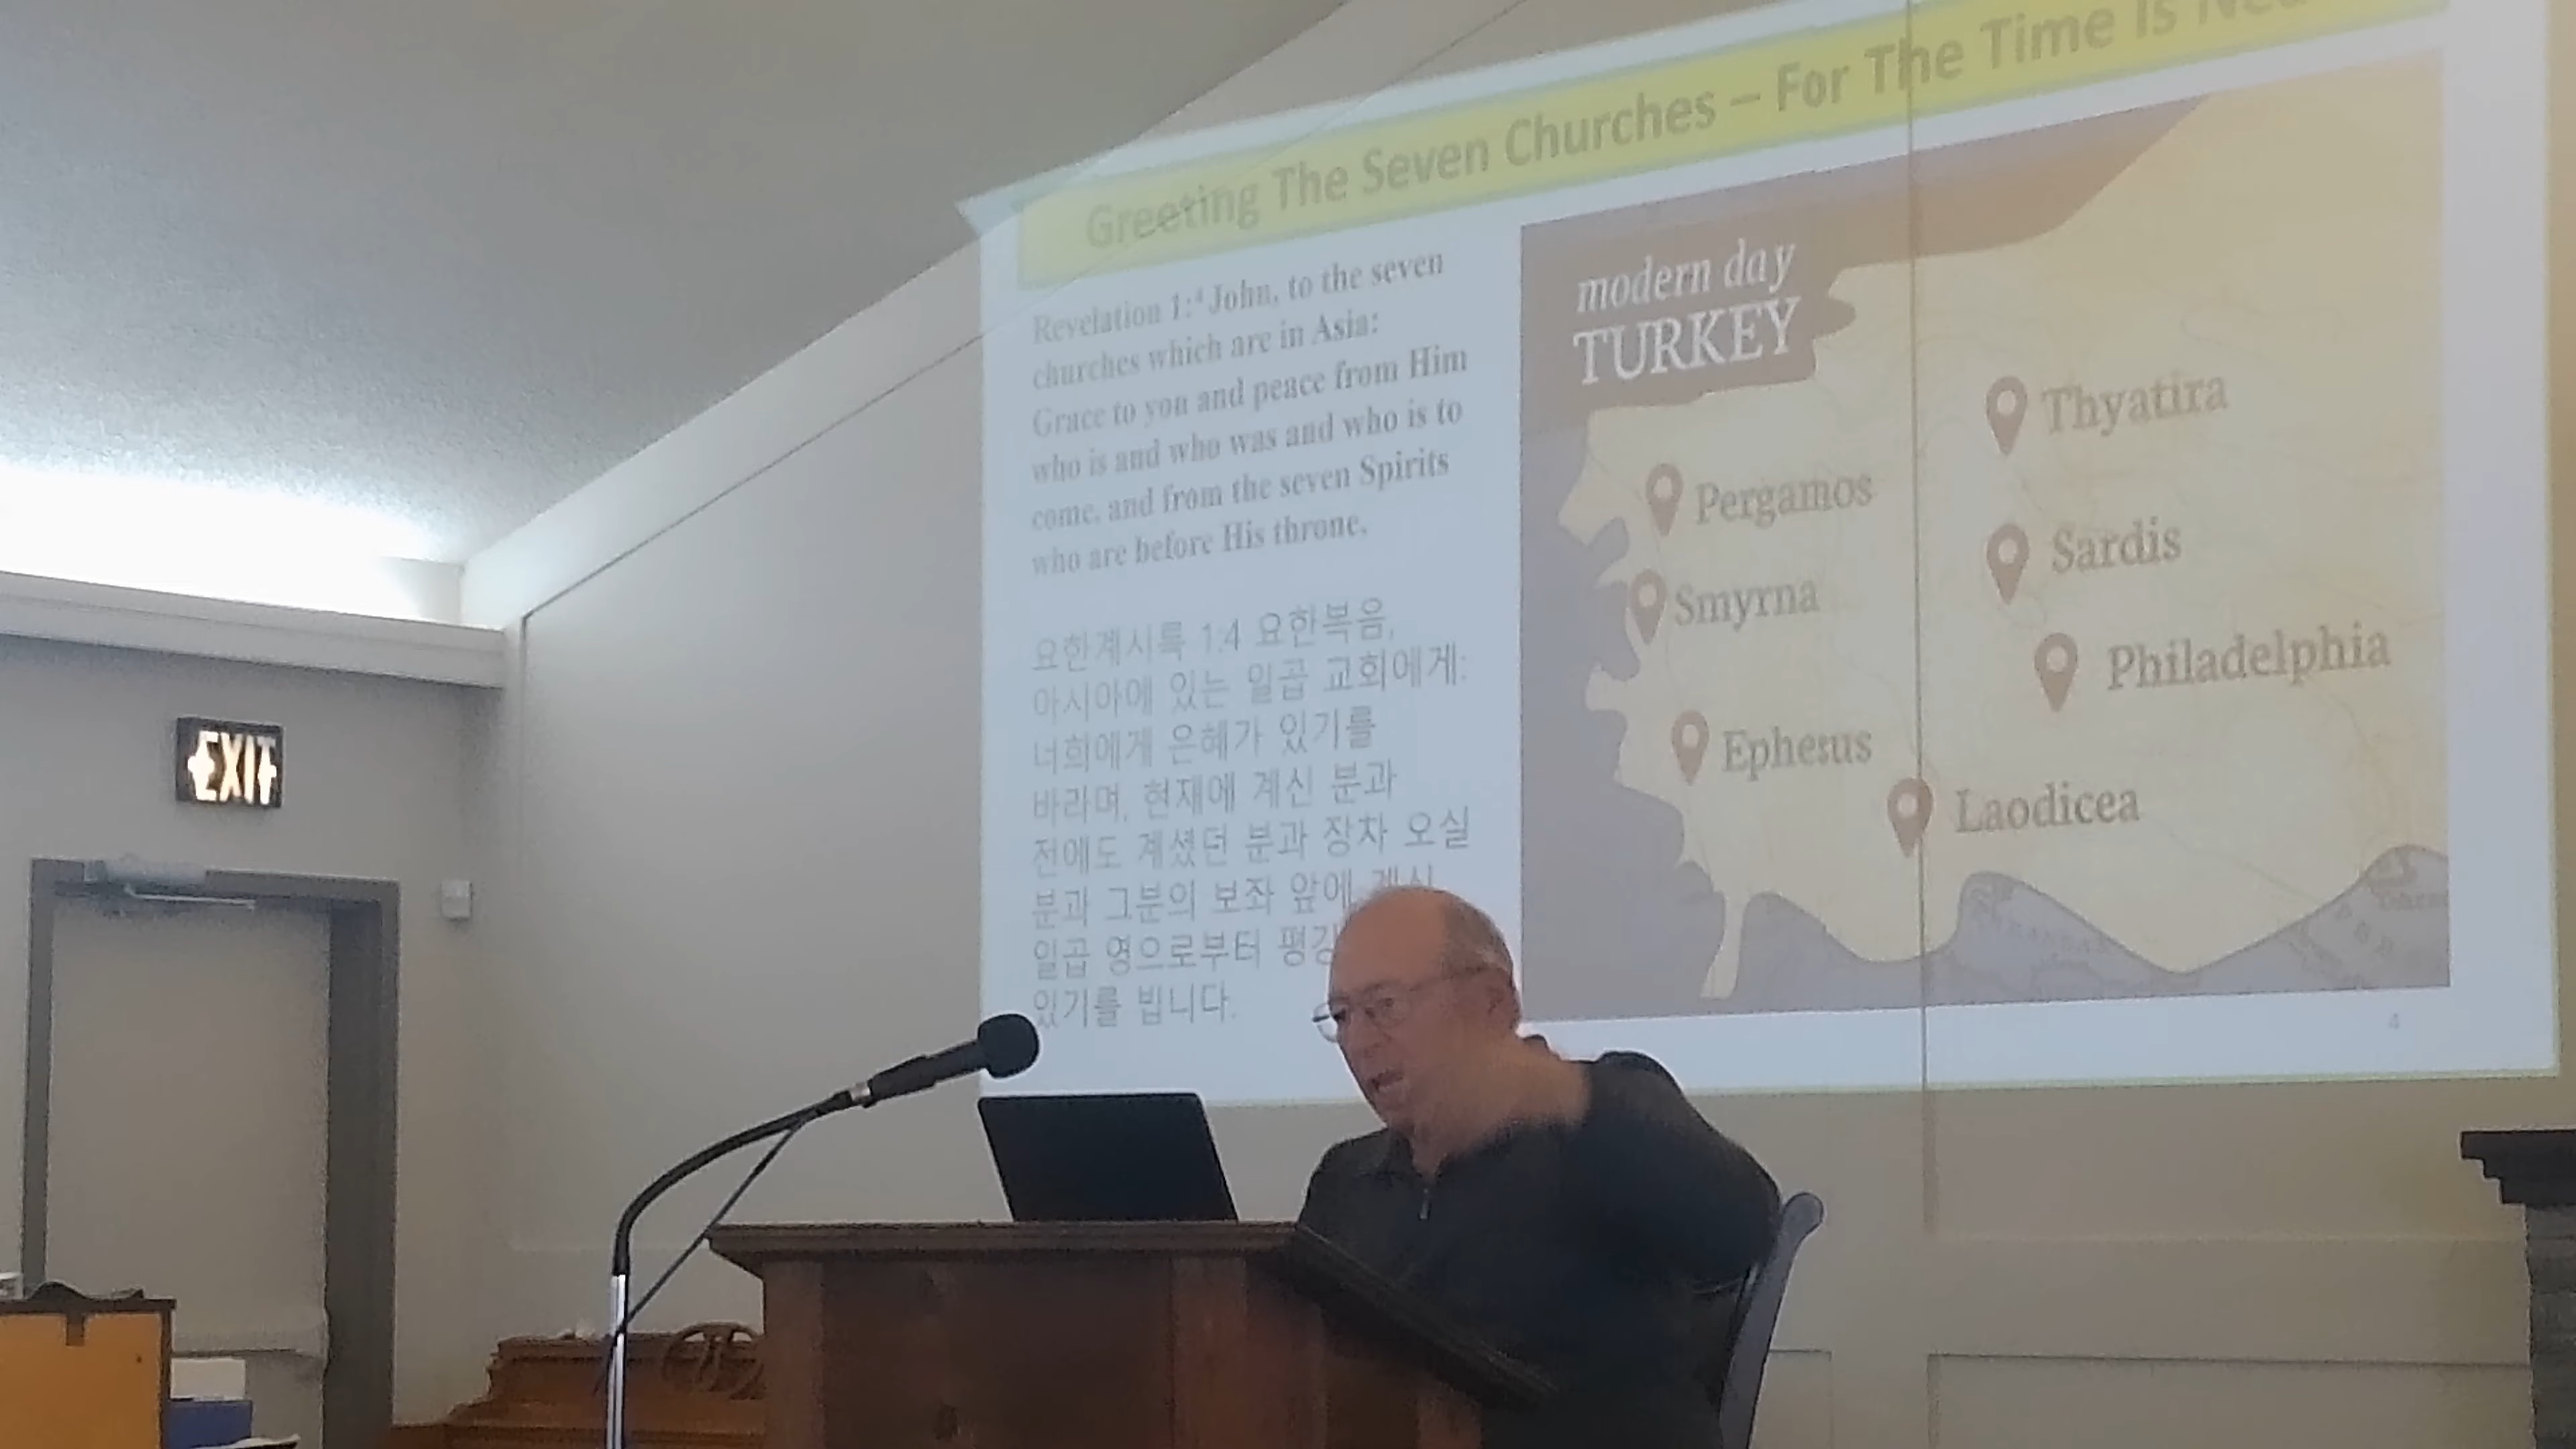 Greeting The Seven Churches – For The Time Is
Revelation 1:⁴ John, to the seven
churches which are in Asia:
Grace to you and peace from Him
who is and who was and who is to
come, and from the seven Spirits
who are before His throne,
요한계시록 1:4 요한복음,
아시아에 있는 일곱 교회에게:
너희에게 은혜가 있기를
바라며, 현재에 계신 분과
전에도 계셨던 분과 장차 오실
분과 그분의 보좌 앞에 계신
일곱 영으로부터 평강
있기를 빕니다.
modern day
TURKEY
Thyatira
Pergamos
Sardis
Smyrna
Philadelphia
Ephesus
Laodicea
4
EXIT